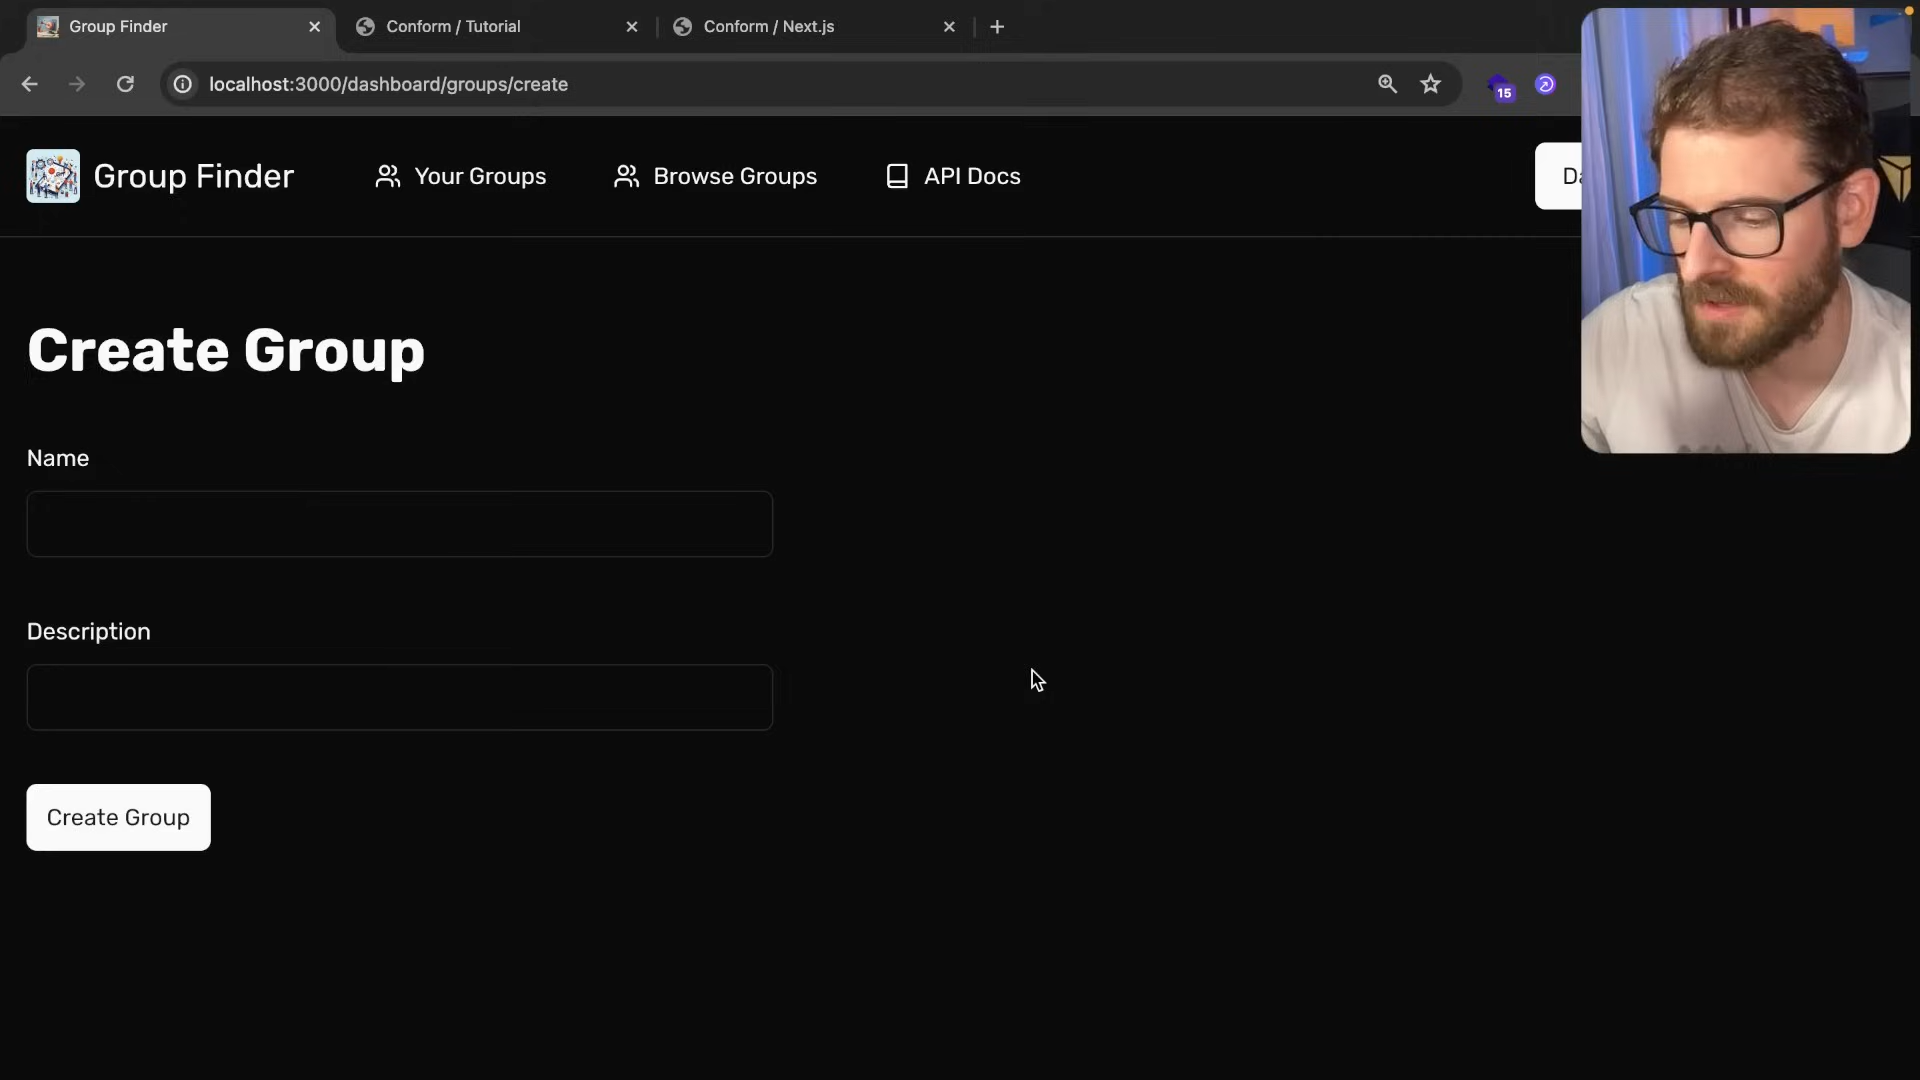 Group Finder
Conform / Tutorial
Conform / Next.js
localhost:3000/dashboard/groups/create
15
Group Finder
Your Groups
Browse Groups
API Docs
Create Group
Name
Description
Create Group